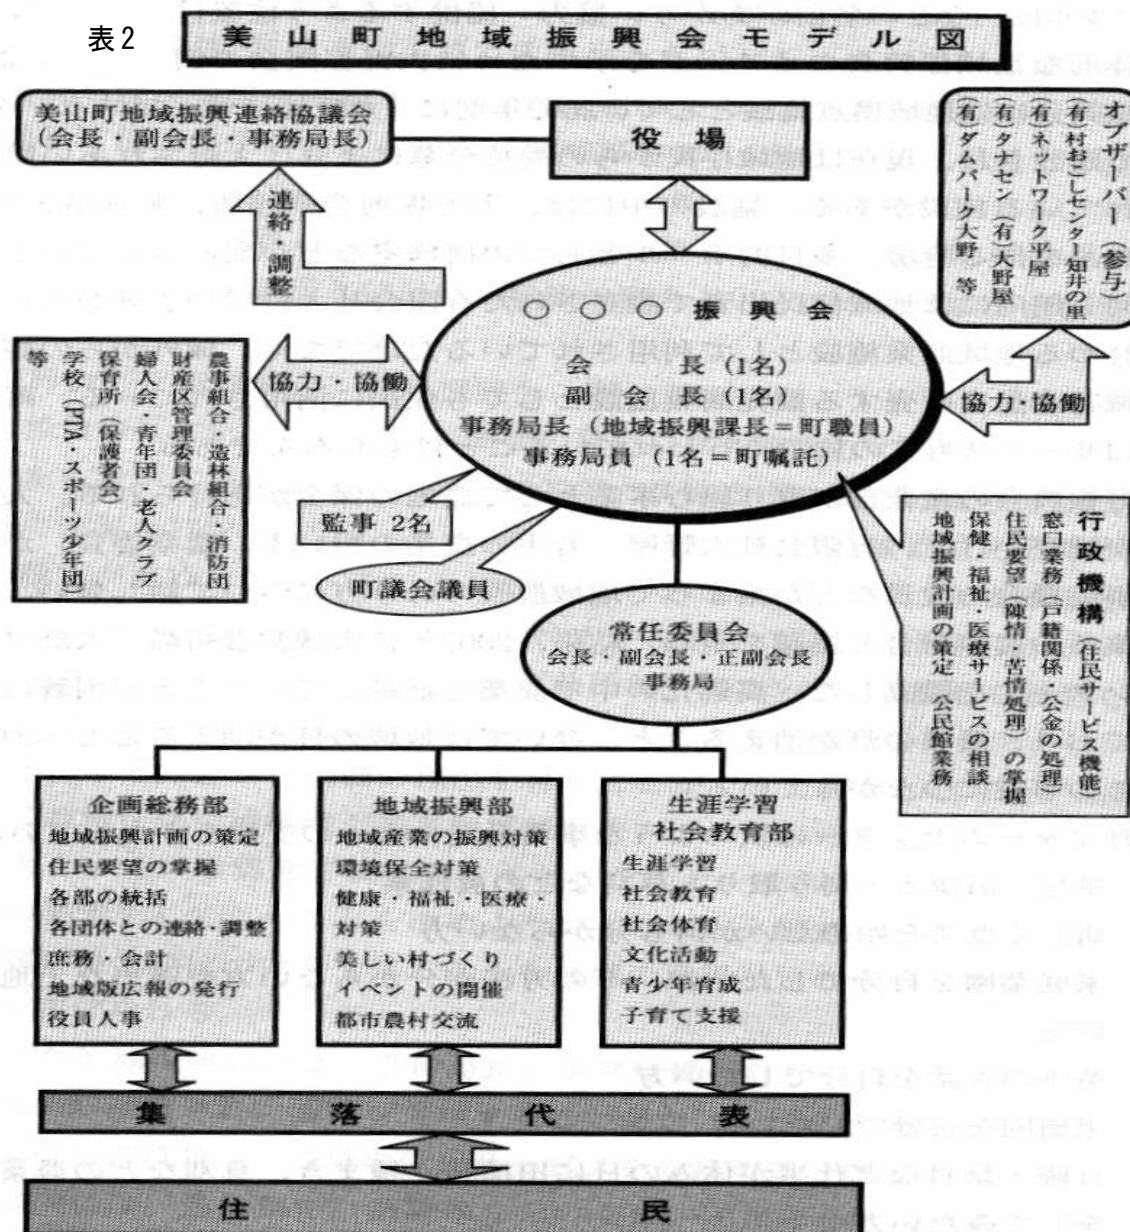 表2
美山町地域振興会モデル図
美山町地域振興連絡協議会
(会長・副会長・事務局長)
役場
オブザーバー(参与)
(有)村おこしセンター知井の里
(有)ネットワーク平屋
(有)タナセン(有)大野屋
(有)ダムパーク大野 等
連絡・調整
○○○振興会
会長(1名)
副会長(1名)
事務局長(地域振興課長=町職員)
事務局員(1名=町嘱託)
協力・協働
協力・協働
農事組合・造林組合・消防団
財産区管理委員会
婦人会・青年団・老人クラブ
保育所(保護者会)
学校(PTA・スポーツ少年団)
等
監事 2名
町議会議員
行政機構(住民サービス機能)
窓口業務(戸籍関係・公金の処理)
住民要望(陳情・苦情処理)の掌握
保健・福祉・医療サービスの相談
地域振興計画の策定 公民館業務
常任委員会
会長・副会長・正副会長
事務局
企画総務部
地域振興計画の策定
住民要望の掌握
各部の統括
各団体との連絡・調整
庶務・会計
地域版広報の発行
役員人事
地域振興部
地域産業の振興対策
環境保全対策
健康・福祉・医療・
対策
美しい村づくり
イベントの開催
都市農村交流
生涯学習
社会教育部
生涯学習
社会教育
社会体育
文化活動
青少年育成
子育て支援
集落代表
住民